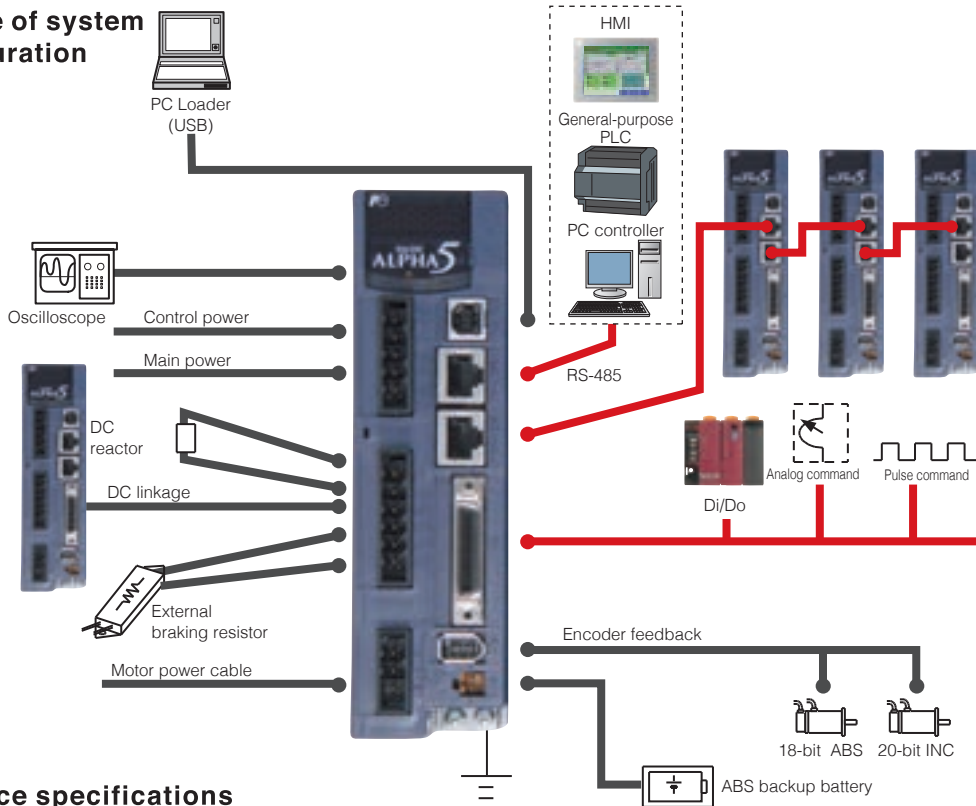 e of system
uration
PC Loader
(USB)
HMI
General-purpose
PLC
PC controller
RS-485
ALPHA5
Oscilloscope
Control power
Main power
DC
reactor
DC linkage
External
braking resistor
Motor power cable
Di/Do
Analog command
Pulse command
Encoder feedback
18-bit ABS
20-bit INC
ABS backup battery
ce specifications